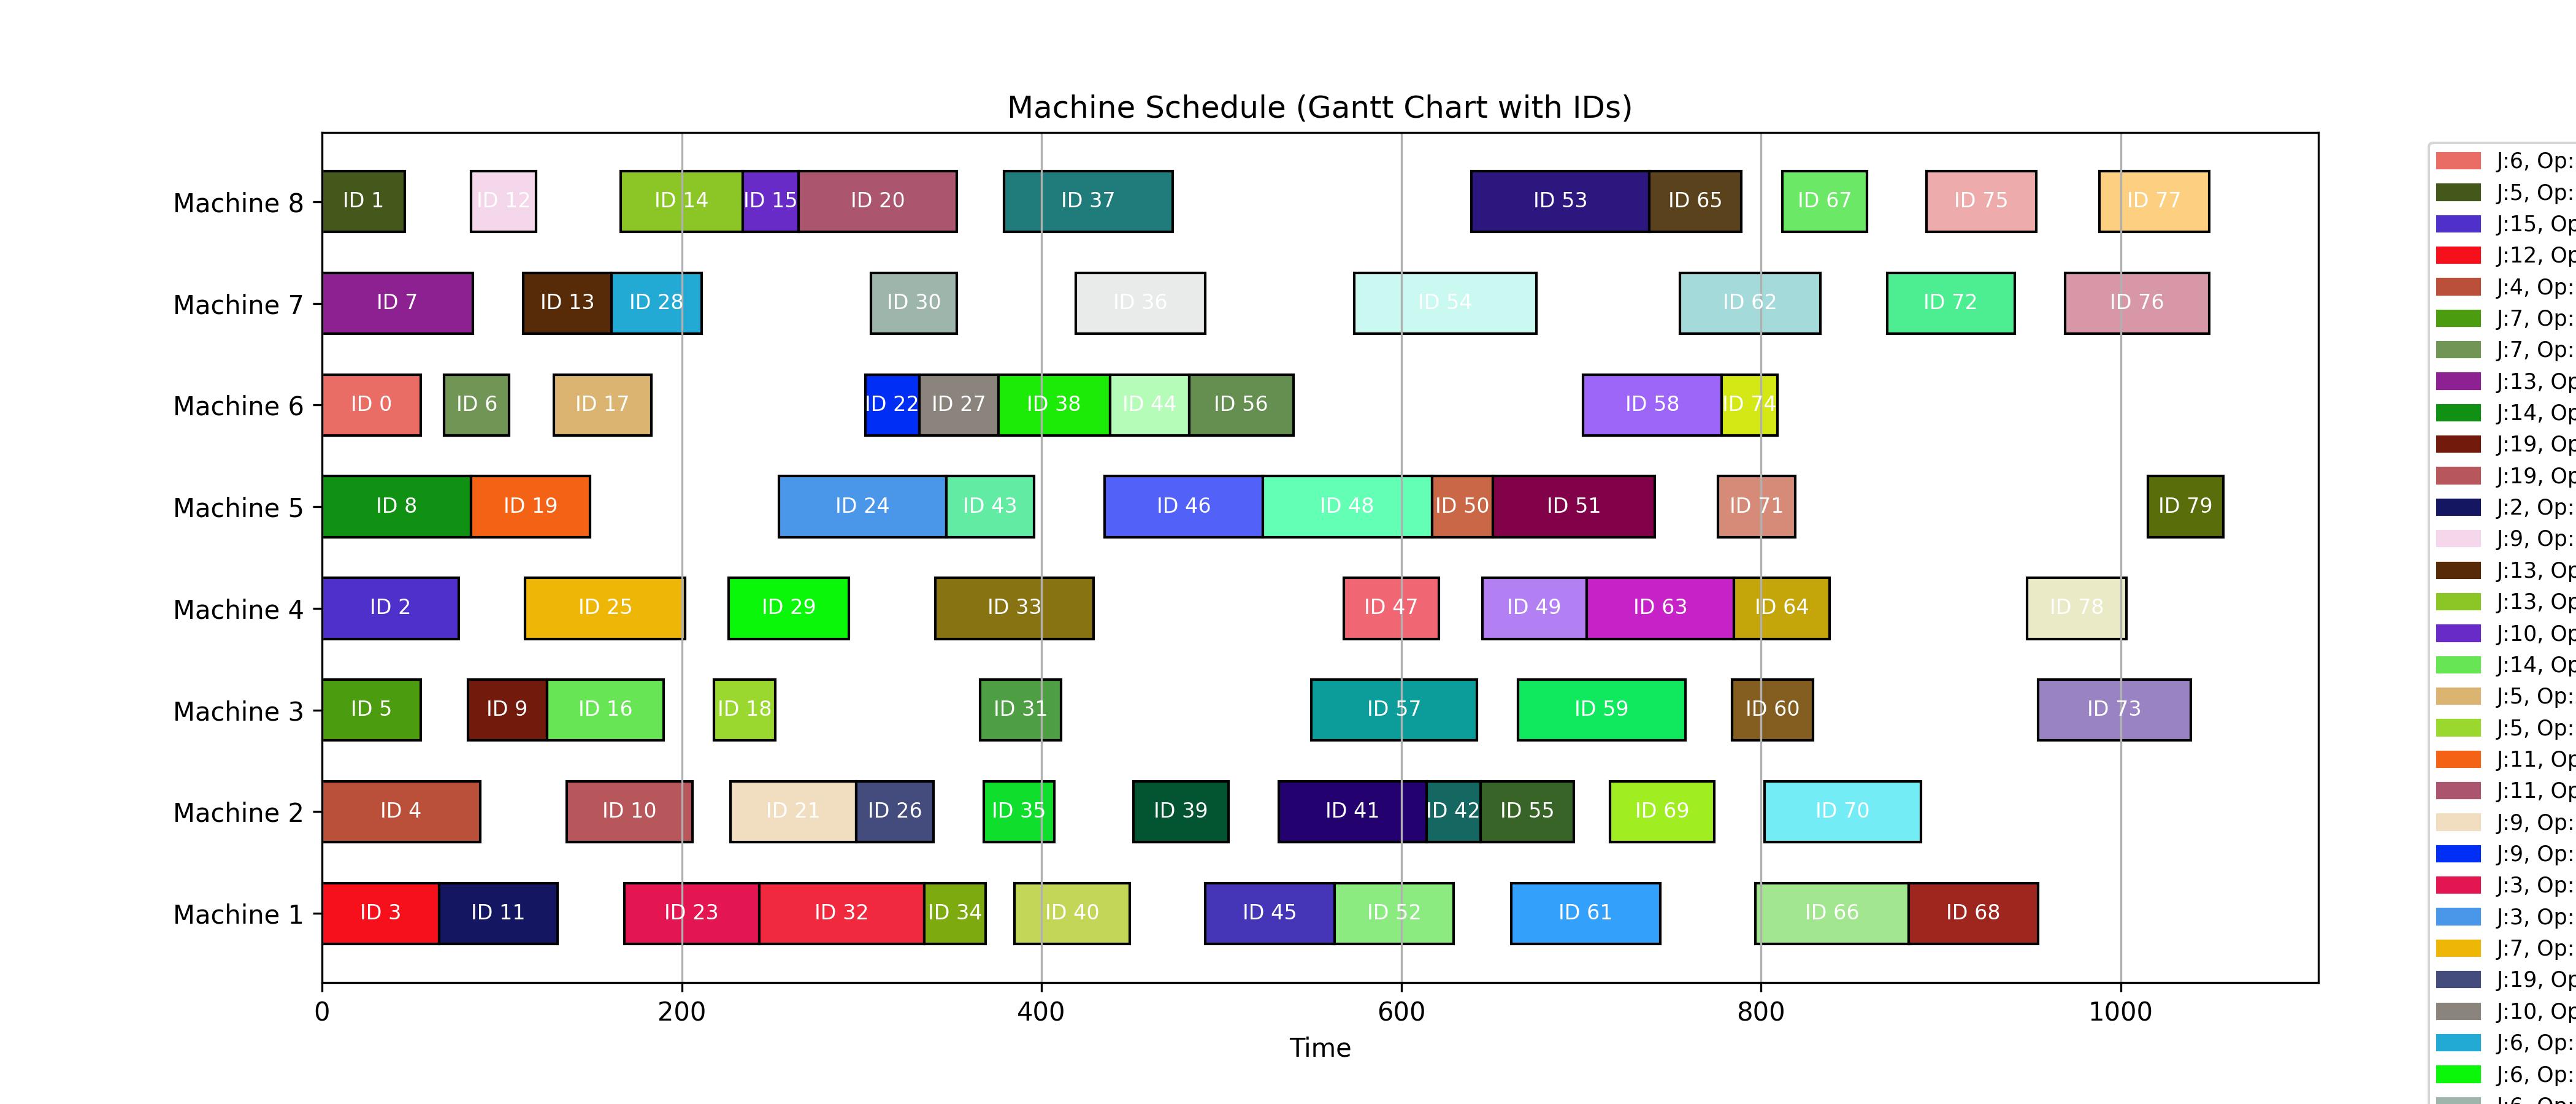 Machine Schedule (Gantt Chart with IDs)
Machine 8 ID 1 ID 12 ID 14 ID 15 ID 20 ID 37 ID 53 ID 65 ID 67 ID 75 ID 77
Machine 7 ID 7 ID 13 ID 28 ID 30 ID 36 ID 54 ID 62 ID 72 ID 76
Machine 6 ID 0 ID 6 ID 17 ID 22 ID 27 ID 38 ID 44 ID 56 ID 58 ID 74
Machine 5 ID 8 ID 19 ID 24 ID 43 ID 46 ID 48 ID 50 ID 51 ID 71 ID 79
Machine 4 ID 2 ID 25 ID 29 ID 33 ID 47 ID 49 ID 63 ID 64 ID 78
Machine 3 ID 5 ID 9 ID 16 ID 18 ID 31 ID 57 ID 59 ID 60 ID 73
Machine 2 ID 4 ID 10 ID 21 ID 26 ID 35 ID 39 ID 41 ID 42 ID 55 ID 69 ID 70
Machine 1 ID 3 ID 11 ID 23 ID 32 ID 34 ID 40 ID 45 ID 52 ID 61 ID 66 ID 68
0 200 400 600 800 1000
Time
J:6, Op:
J:5, Op:
J:15, Op
J:12, Op
J:4, Op:
J:7, Op:
J:7, Op:
J:13, Op
J:14, Op
J:19, Op
J:19, Op
J:2, Op:
J:9, Op:
J:13, Op
J:13, Op
J:10, Op
J:14, Op
J:5, Op:
J:5, Op:
J:11, Op
J:11, Op
J:9, Op:
J:9, Op:
J:3, Op:
J:3, Op:
J:7, Op:
J:19, Op
J:10, Op
J:6, Op:
J:6, Op: